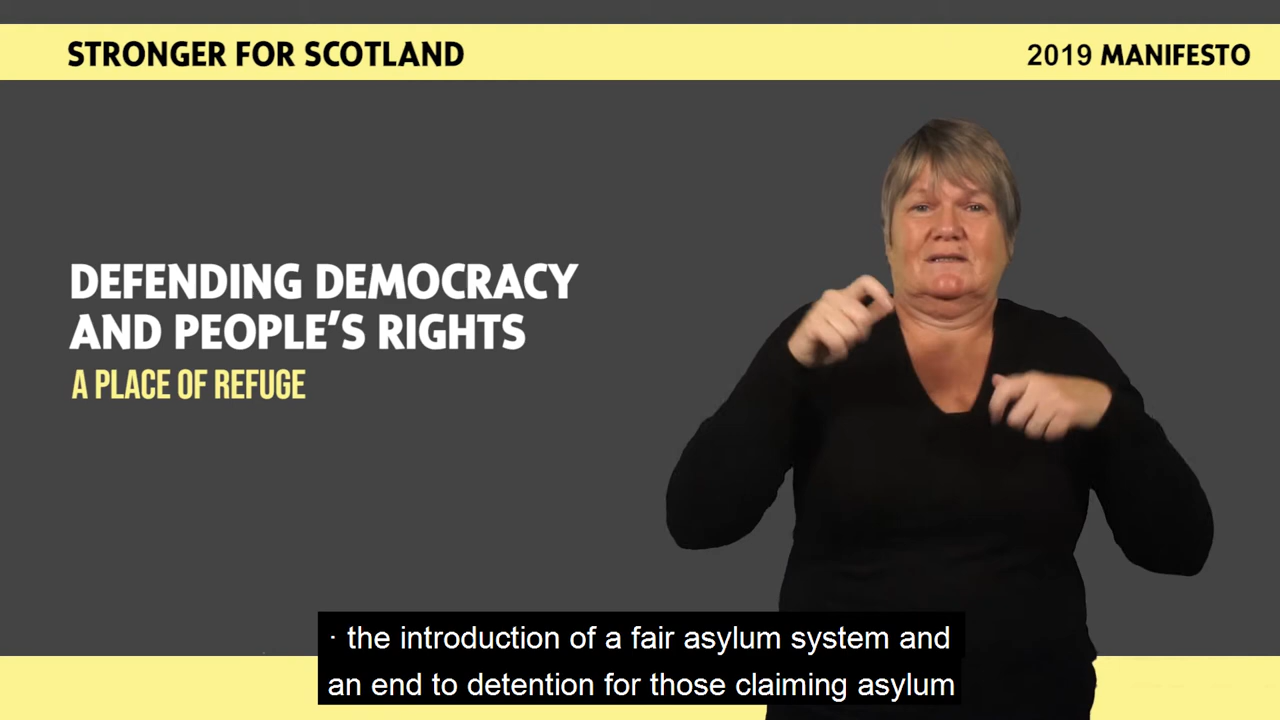 STRONGER FOR SCOTLAND
2019 MANIFESTO
DEFENDING DEMOCRACY
AND PEOPLE'S RIGHTS
A PLACE OF REFUGE
· the introduction of a fair asylum system and
an end to detention for those claiming asylum